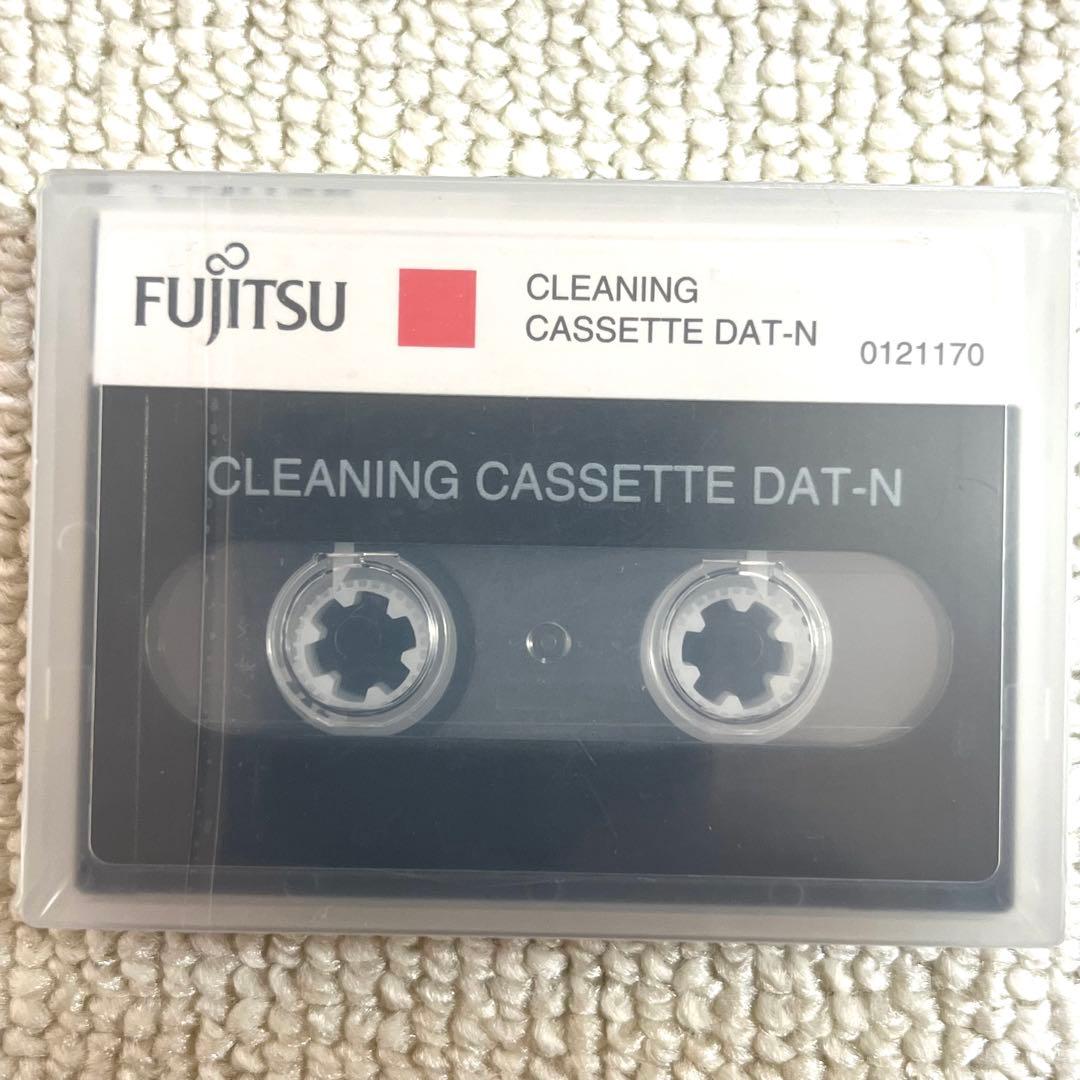 FUJITSU
CLEANING
CASSETTE DAT-N
0121170
CLEANING CASSETTE DAT-N